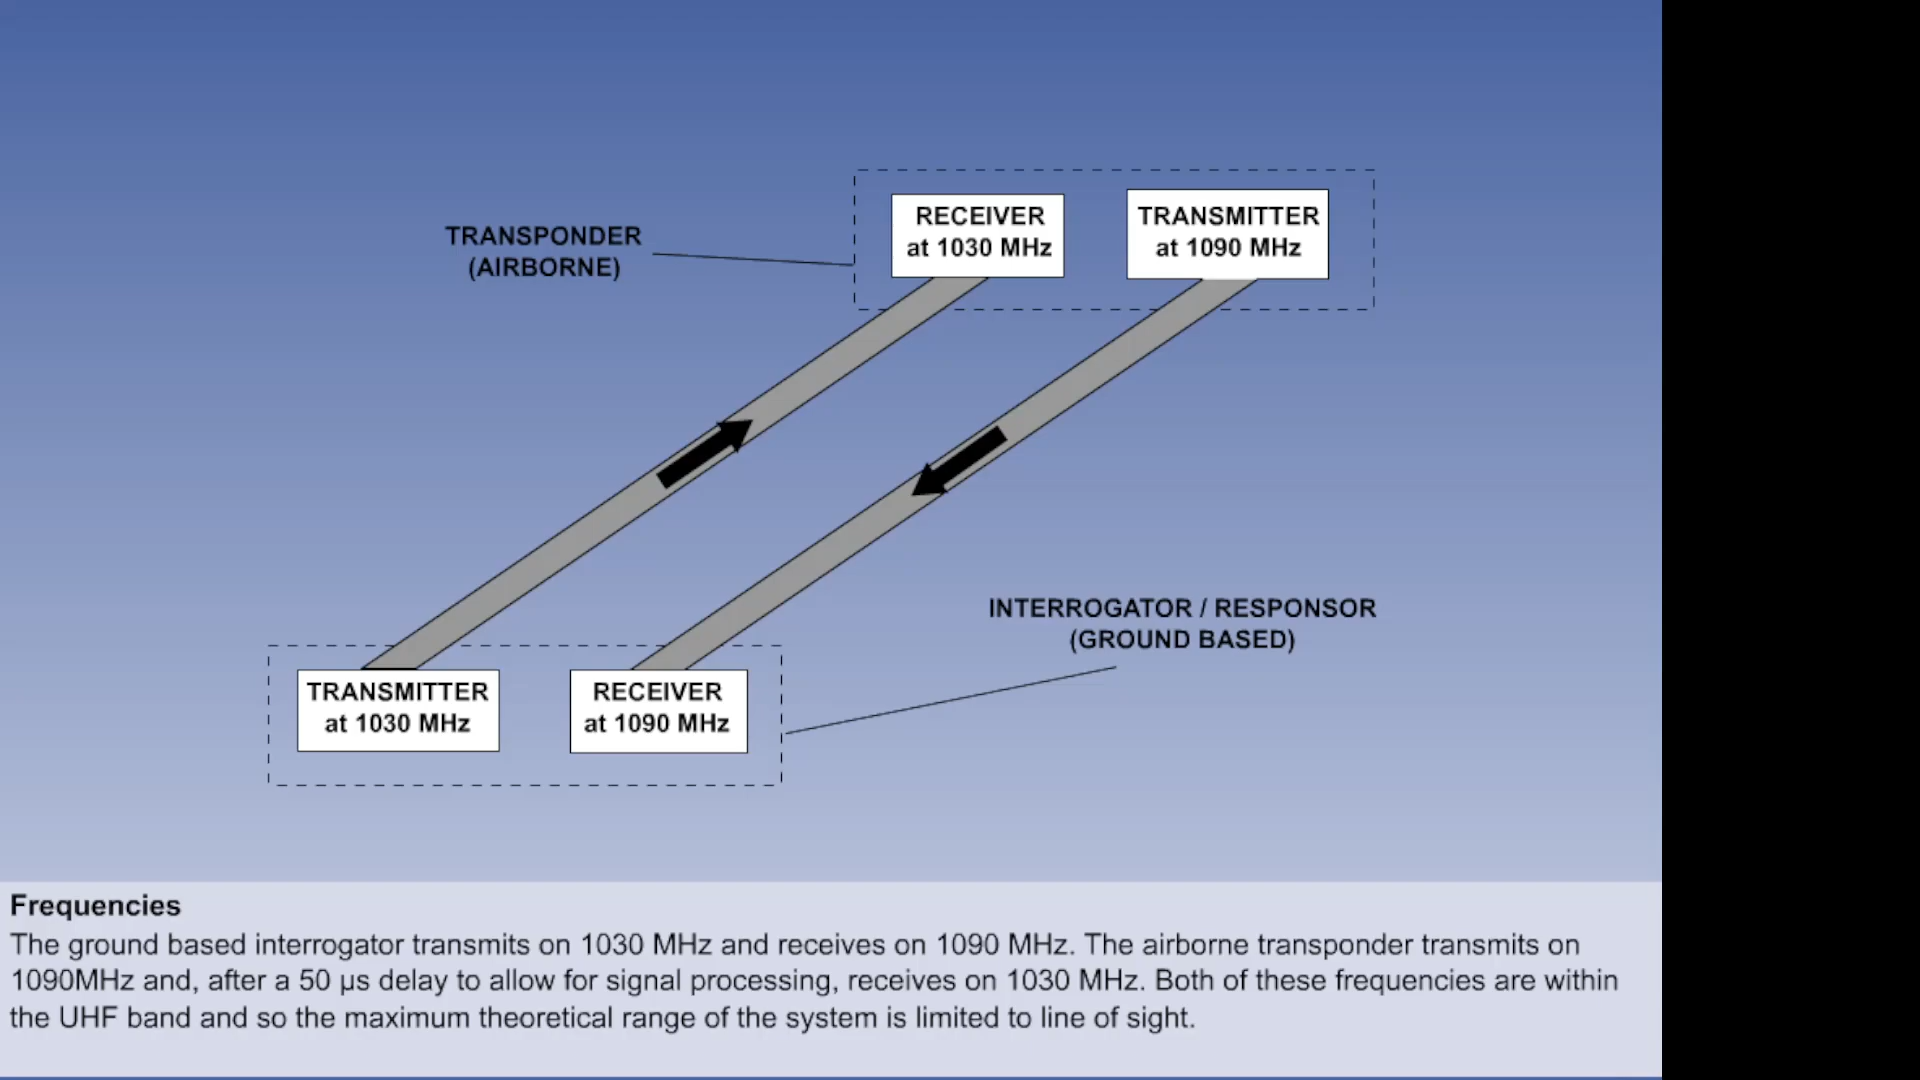 RECEIVER
at 1030 MHz
TRANSMITTER
at 1090 MHz
TRANSPONDER
(AIRBORNE)
INTERROGATOR / RESPONSOR
(GROUND BASED)
TRANSMITTER
at 1030 MHz
RECEIVER
at 1090 MHz
Frequencies
The ground based interrogator transmits on 1030 MHz and receives on 1090 MHz. The airborne transponder transmits on
1090MHz and, after a 50 µs delay to allow for signal processing, receives on 1030 MHz. Both of these frequencies are within
the UHF band and so the maximum theoretical range of the system is limited to line of sight.